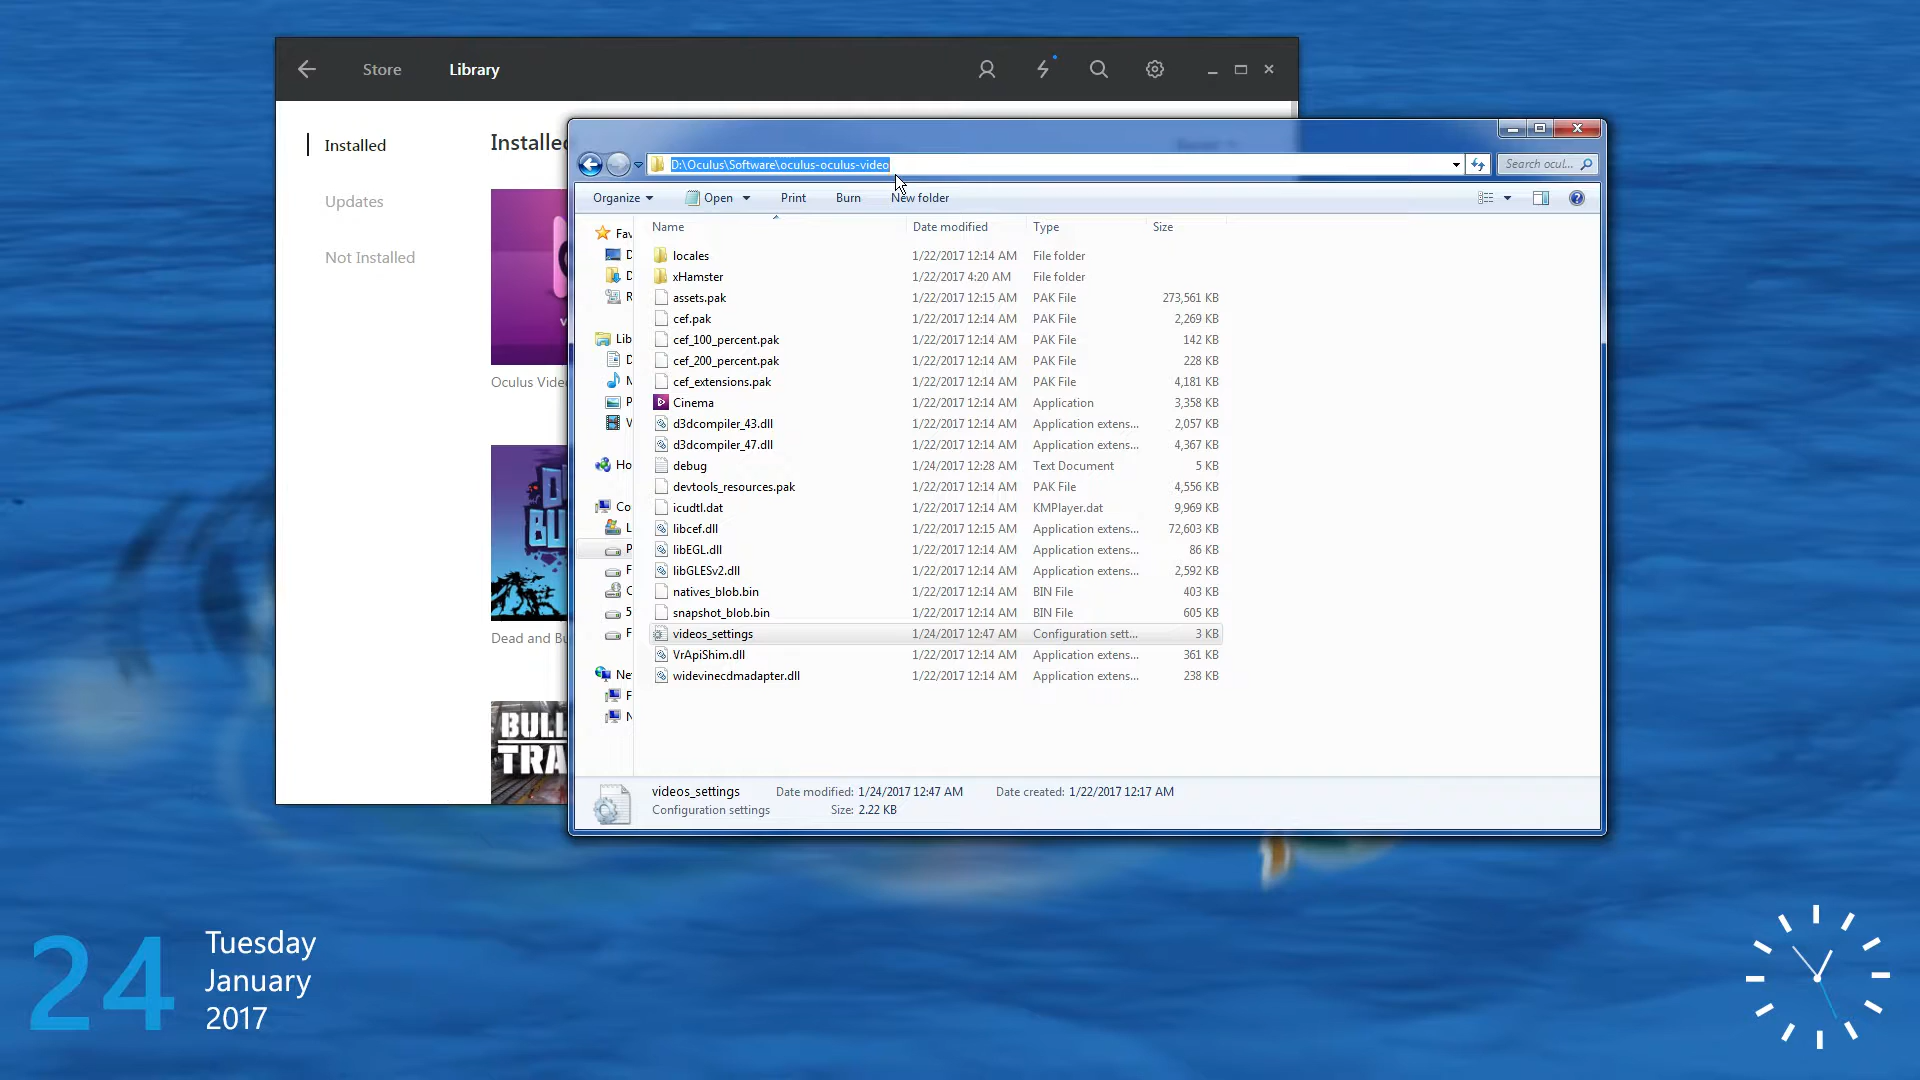 Store
Library
Installed
Updates
Not Installed
Installed
Oculus Vide
Dead and Bu
BULL
TRA
D:\Oculus\Software\oculus-oculus-video
Search ocul...
Organize
Open
Print
Burn
New folder
Name Date modified Type Size
Fav
D
D
R
Lib
D
M
P
V
Ho
Co
L
P
F
C
5
F
Ne
F
N
locales 1/22/2017 12:14 AM File folder
xHamster 1/22/2017 4:20 AM File folder
assets.pak 1/22/2017 12:15 AM PAK File 273,561 KB
cef.pak 1/22/2017 12:14 AM PAK File 2,269 KB
cef_100_percent.pak 1/22/2017 12:14 AM PAK File 142 KB
cef_200_percent.pak 1/22/2017 12:14 AM PAK File 228 KB
cef_extensions.pak 1/22/2017 12:14 AM PAK File 4,181 KB
Cinema 1/22/2017 12:14 AM Application 3,358 KB
d3dcompiler_43.dll 1/22/2017 12:14 AM Application extens... 2,057 KB
d3dcompiler_47.dll 1/22/2017 12:14 AM Application extens... 4,367 KB
debug 1/24/2017 12:28 AM Text Document 5 KB
devtools_resources.pak 1/22/2017 12:14 AM PAK File 4,556 KB
icudtl.dat 1/22/2017 12:14 AM KMPlayer.dat 9,969 KB
libcef.dll 1/22/2017 12:15 AM Application extens... 72,603 KB
libEGL.dll 1/22/2017 12:14 AM Application extens... 86 KB
libGLESv2.dll 1/22/2017 12:14 AM Application extens... 2,592 KB
natives_blob.bin 1/22/2017 12:14 AM BIN File 403 KB
snapshot_blob.bin 1/22/2017 12:14 AM BIN File 605 KB
videos_settings 1/24/2017 12:47 AM Configuration sett... 3 KB
VrApiShim.dll 1/22/2017 12:14 AM Application extens... 361 KB
widevinecdmadapter.dll 1/22/2017 12:14 AM Application extens... 238 KB
videos_settings Date modified: 1/24/2017 12:47 AM Date created: 1/22/2017 12:17 AM
Configuration settings Size: 2.22 KB
24
Tuesday
January
2017